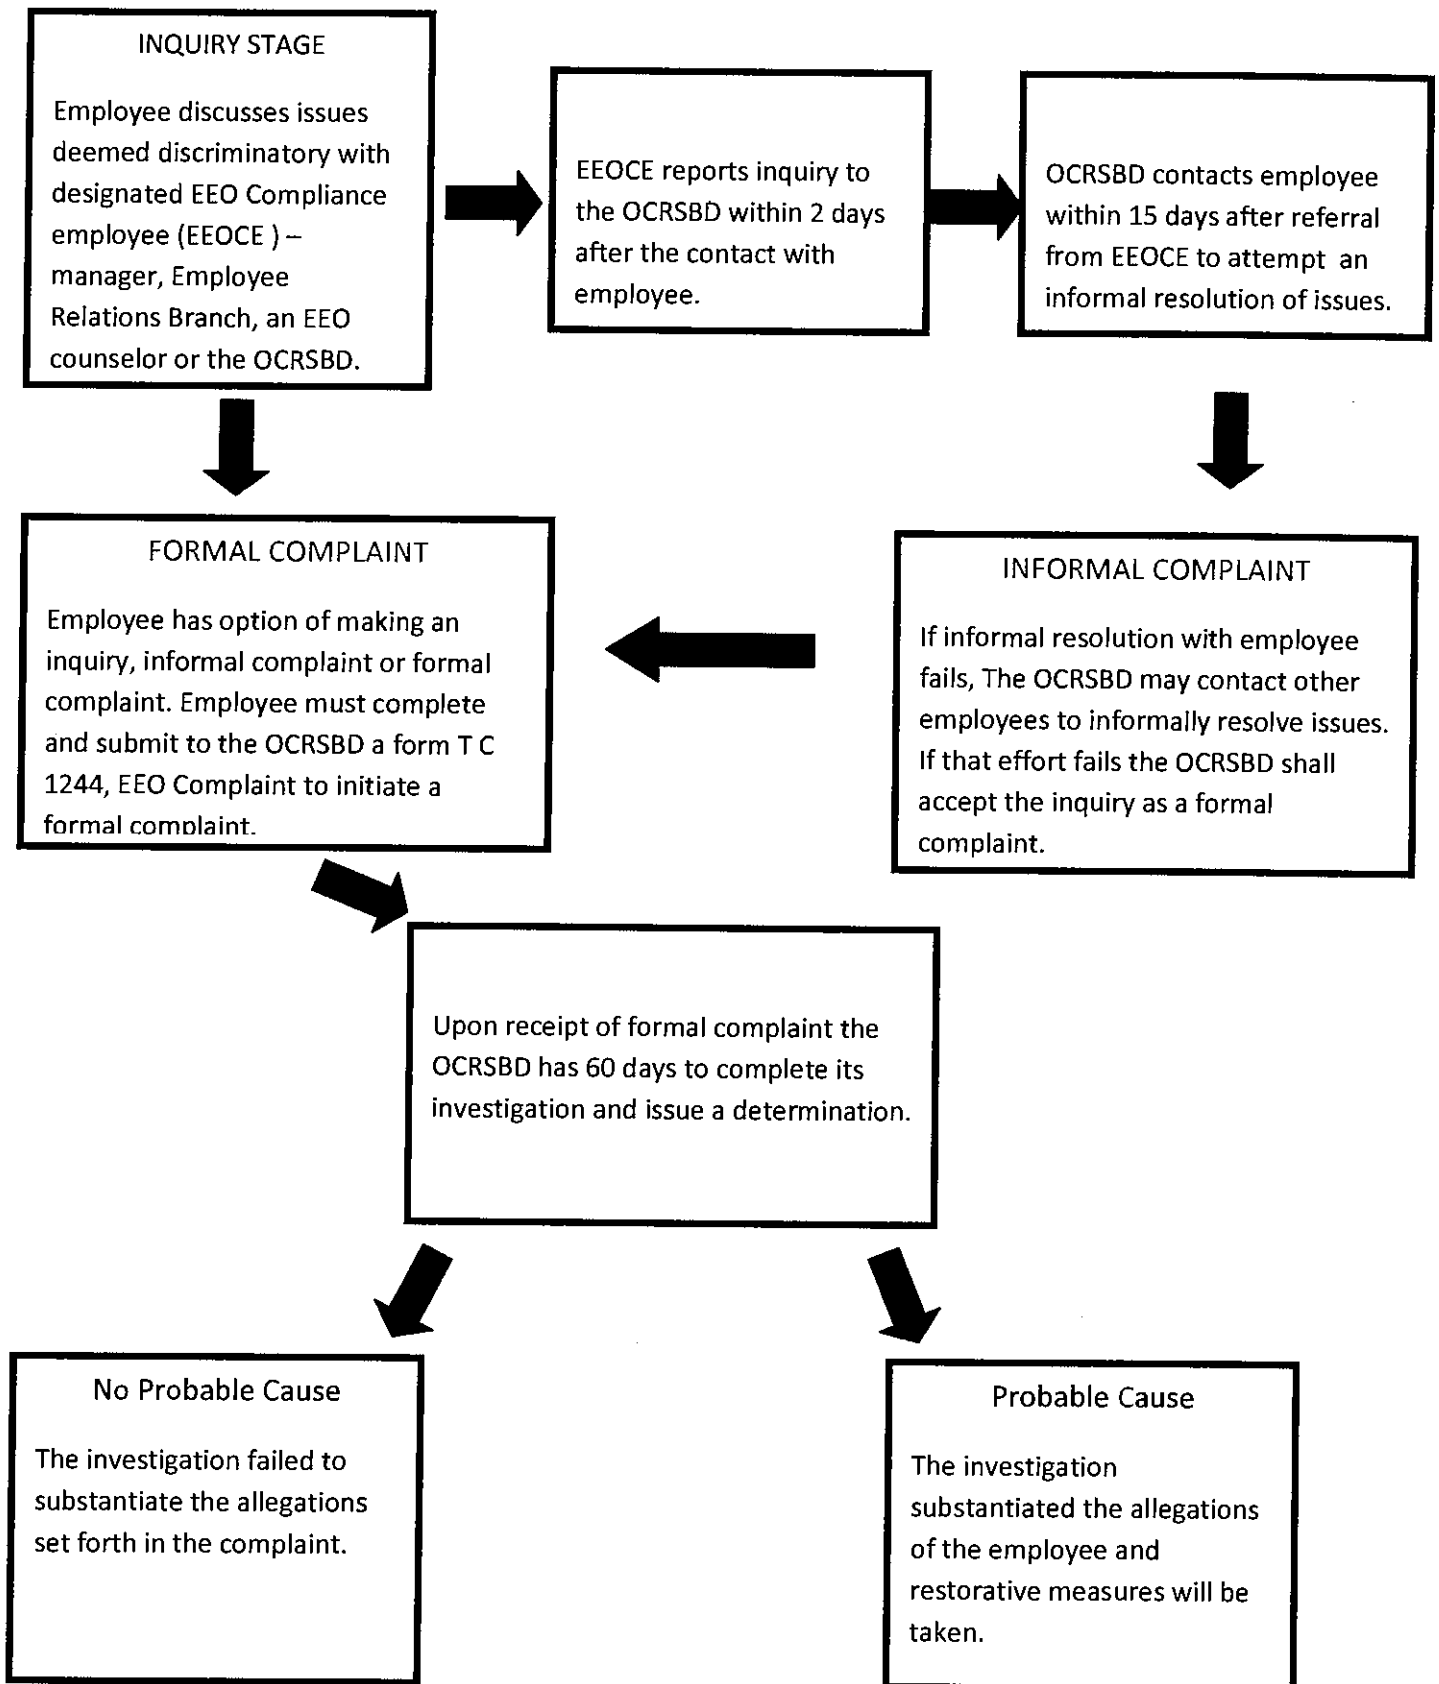 INQUIRY STAGE
Employee discusses issues
deemed discriminatory with
designated EEO Compliance
employee (EEOCE ) –
manager, Employee
Relations Branch, an EEO
counselor or the OCRSBD.
EEOCE reports inquiry to
the OCRSBD within 2 days
after the contact with
employee.
OCRSBD contacts employee
within 15 days after referral
from EEOCE to attempt an
informal resolution of issues.
FORMAL COMPLAINT
Employee has option of making an
inquiry, informal complaint or formal
complaint. Employee must complete
and submit to the OCRSBD a form T C
1244, EEO Complaint to initiate a
formal complaint.
INFORMAL COMPLAINT
If informal resolution with employee
fails, The OCRSBD may contact other
employees to informally resolve issues.
If that effort fails the OCRSBD shall
accept the inquiry as a formal
complaint.
Upon receipt of formal complaint the
OCRSBD has 60 days to complete its
investigation and issue a determination.
No Probable Cause
The investigation failed to
substantiate the allegations
set forth in the complaint.
Probable Cause
The investigation
substantiated the allegations
of the employee and
restorative measures will be
taken.